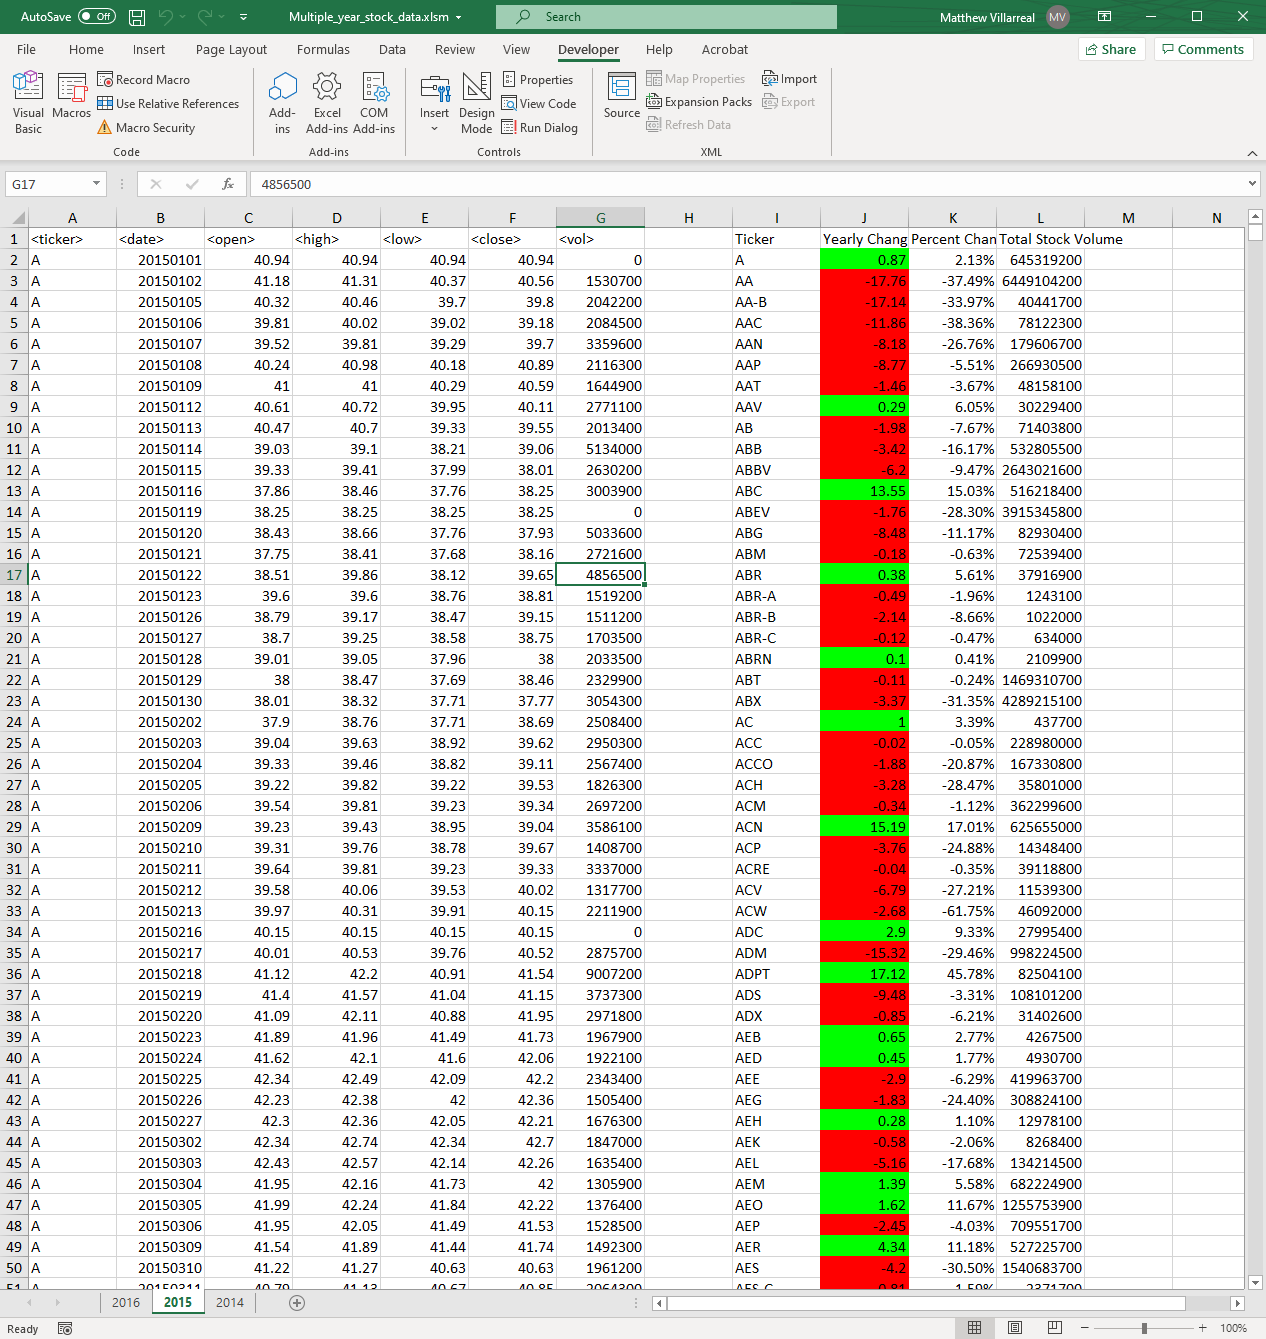 AutoSave Off Multiple_year_stock_data.xlsm Search Matthew Villarreal MV
File Home Insert Page Layout Formulas Data Review View Developer Help Acrobat Share Comments
Visual Basic Macros Record Macro Use Relative References Macro Security Add-ins Excel Add-ins COM Add-ins Insert Design Mode Properties View Code Run Dialog Source Map Properties Expansion Packs Refresh Data Import Export
Code Add-ins Controls XML
G17 fx 4856500
A B C D E F G H I J K L M N
1 <ticker> <date> <open> <high> <low> <close> <vol> Ticker Yearly Chang Percent Chan Total Stock Volume
2 A 20150101 40.94 40.94 40.94 40.94 0 A 0.87 2.13% 645319200
3 A 20150102 41.18 41.31 40.37 40.56 1530700 AA -17.76 -37.49% 6449104200
4 A 20150105 40.32 40.46 39.7 39.8 2042200 AA-B -17.14 -33.97% 40441700
5 A 20150106 39.81 40.02 39.02 39.18 2084500 AAC -11.86 -38.36% 78122300
6 A 20150107 39.52 39.81 39.29 39.7 3359600 AAN -8.18 -26.76% 179606700
7 A 20150108 40.24 40.98 40.18 40.89 2116300 AAP -8.77 -5.51% 266930500
8 A 20150109 41 41 40.29 40.59 1644900 AAT -1.46 -3.67% 48158100
9 A 20150112 40.61 40.72 39.95 40.11 2771100 AAV 0.29 6.05% 30229400
10 A 20150113 40.47 40.7 39.33 39.55 2013400 AB -1.98 -7.67% 71403800
11 A 20150114 39.03 39.1 38.21 39.06 5134000 ABB -3.42 -16.17% 532805500
12 A 20150115 39.33 39.41 37.99 38.01 2630200 ABBV -6.2 -9.47% 2643021600
13 A 20150116 37.86 38.46 37.76 38.25 3003900 ABC 13.55 15.03% 516218400
14 A 20150119 38.25 38.25 38.25 38.25 0 ABEV -1.76 -28.30% 3915345800
15 A 20150120 38.43 38.66 37.76 37.93 5033600 ABG -8.48 -11.17% 82930400
16 A 20150121 37.75 38.41 37.68 38.16 2721600 ABM -0.18 -0.63% 72539400
17 A 20150122 38.51 39.86 38.12 39.65 4856500 ABR 0.38 5.61% 37916900
18 A 20150123 39.6 39.6 38.76 38.81 1519200 ABR-A -0.49 -1.96% 1243100
19 A 20150126 38.79 39.17 38.47 39.15 1511200 ABR-B -2.14 -8.66% 1022000
20 A 20150127 38.7 39.25 38.58 38.75 1703500 ABR-C -0.12 -0.47% 634000
21 A 20150128 39.01 39.05 37.96 38 2033500 ABRN 0.1 0.41% 2109900
22 A 20150129 38 38.47 37.69 38.46 2329900 ABT -0.11 -0.24% 1469310700
23 A 20150130 38.01 38.32 37.71 37.77 3054300 ABX -3.37 -31.35% 4289215100
24 A 20150202 37.9 38.76 37.71 38.69 2508400 AC 1 3.39% 437700
25 A 20150203 39.04 39.63 38.92 39.62 2950300 ACC -0.02 -0.05% 228980000
26 A 20150204 39.33 39.46 38.82 39.11 2567400 ACCO -1.88 -20.87% 167330800
27 A 20150205 39.22 39.82 39.22 39.53 1826300 ACH -3.28 -28.47% 35801000
28 A 20150206 39.54 39.81 39.23 39.34 2697200 ACM -0.34 -1.12% 362299600
29 A 20150209 39.23 39.43 38.95 39.04 3586100 ACN 15.19 17.01% 625655000
30 A 20150210 39.31 39.76 38.78 39.67 1408700 ACP -3.76 -24.88% 14348400
31 A 20150211 39.64 39.81 39.23 39.33 3337000 ACRE -0.04 -0.35% 39118800
32 A 20150212 39.58 40.06 39.53 40.02 1317700 ACV -6.79 -27.21% 11539300
33 A 20150213 39.97 40.31 39.91 40.15 2211900 ACW -2.68 -61.75% 46092000
34 A 20150216 40.15 40.15 40.15 40.15 0 ADC 2.9 9.33% 27995400
35 A 20150217 40.01 40.53 39.76 40.52 2875700 ADM -15.32 -29.46% 998224500
36 A 20150218 41.12 42.2 40.91 41.54 9007200 ADPT 17.12 45.78% 82504100
37 A 20150219 41.4 41.57 41.04 41.15 3737300 ADS -9.48 -3.31% 108101200
38 A 20150220 41.09 42.11 40.88 41.95 2971800 ADX -0.85 -6.21% 31402600
39 A 20150223 41.89 41.96 41.49 41.73 1967900 AEB 0.65 2.77% 4267500
40 A 20150224 41.62 42.1 41.6 42.06 1922100 AED 0.45 1.77% 4930700
41 A 20150225 42.34 42.49 42.09 42.2 2343400 AEE -2.9 -6.29% 419963700
42 A 20150226 42.23 42.38 42 42.36 1505400 AEG -1.83 -24.40% 308824100
43 A 20150227 42.3 42.36 42.05 42.21 1676300 AEH 0.28 1.10% 12978100
44 A 20150302 42.34 42.74 42.34 42.7 1847000 AEK -0.58 -2.06% 8268400
45 A 20150303 42.43 42.57 42.14 42.26 1635400 AEL -5.16 -17.68% 134214500
46 A 20150304 41.95 42.16 41.73 42 1305900 AEM 1.39 5.58% 682224900
47 A 20150305 41.99 42.24 41.84 42.22 1376400 AEO 1.62 11.67% 1255753900
48 A 20150306 41.95 42.05 41.49 41.53 1528500 AEP -2.45 -4.03% 709551700
49 A 20150309 41.54 41.89 41.44 41.74 1492300 AER 4.34 11.18% 527225700
50 A 20150310 41.22 41.27 40.63 40.63 1961200 AES -4.2 -30.50% 1540683700
2016 2015 2014
Ready 100%